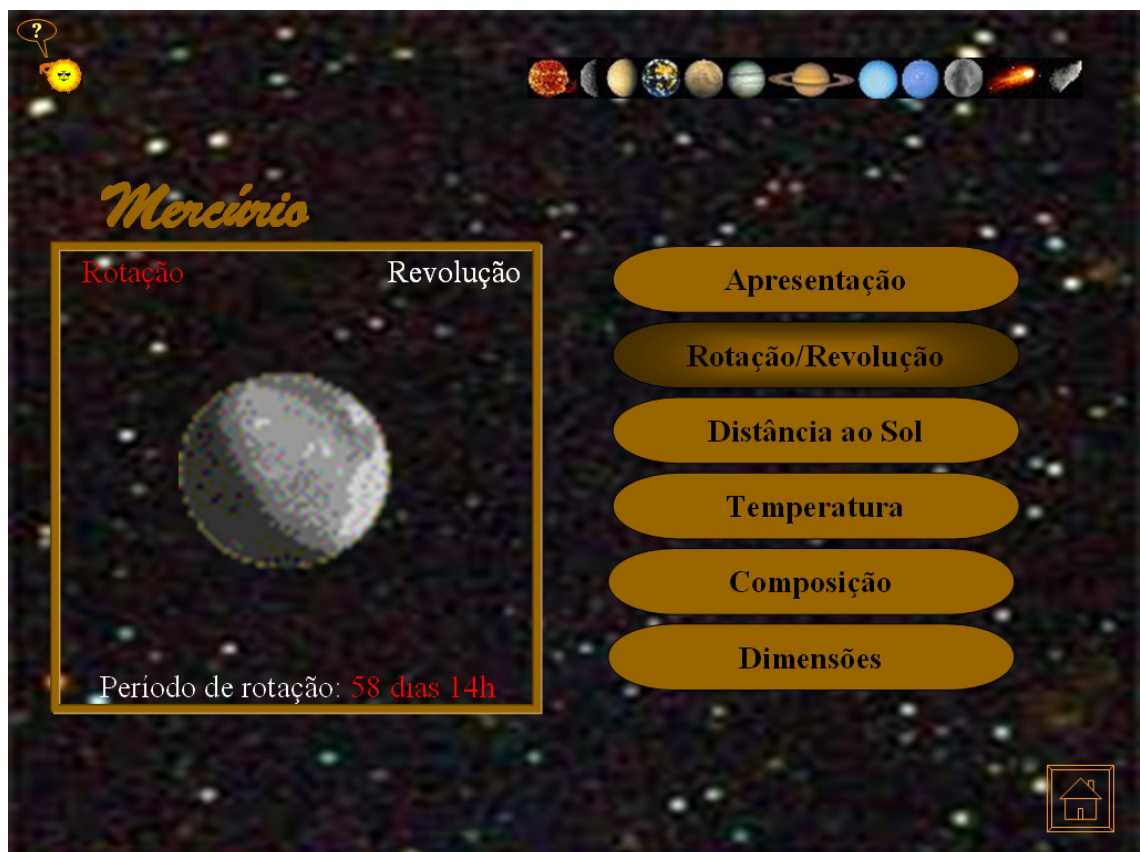 ?
Mercúrio
Rotação Revolução
Período de rotação: 58 dias 14h
Apresentação
Rotação/Revolução
Distância ao Sol
Temperatura
Composição
Dimensões